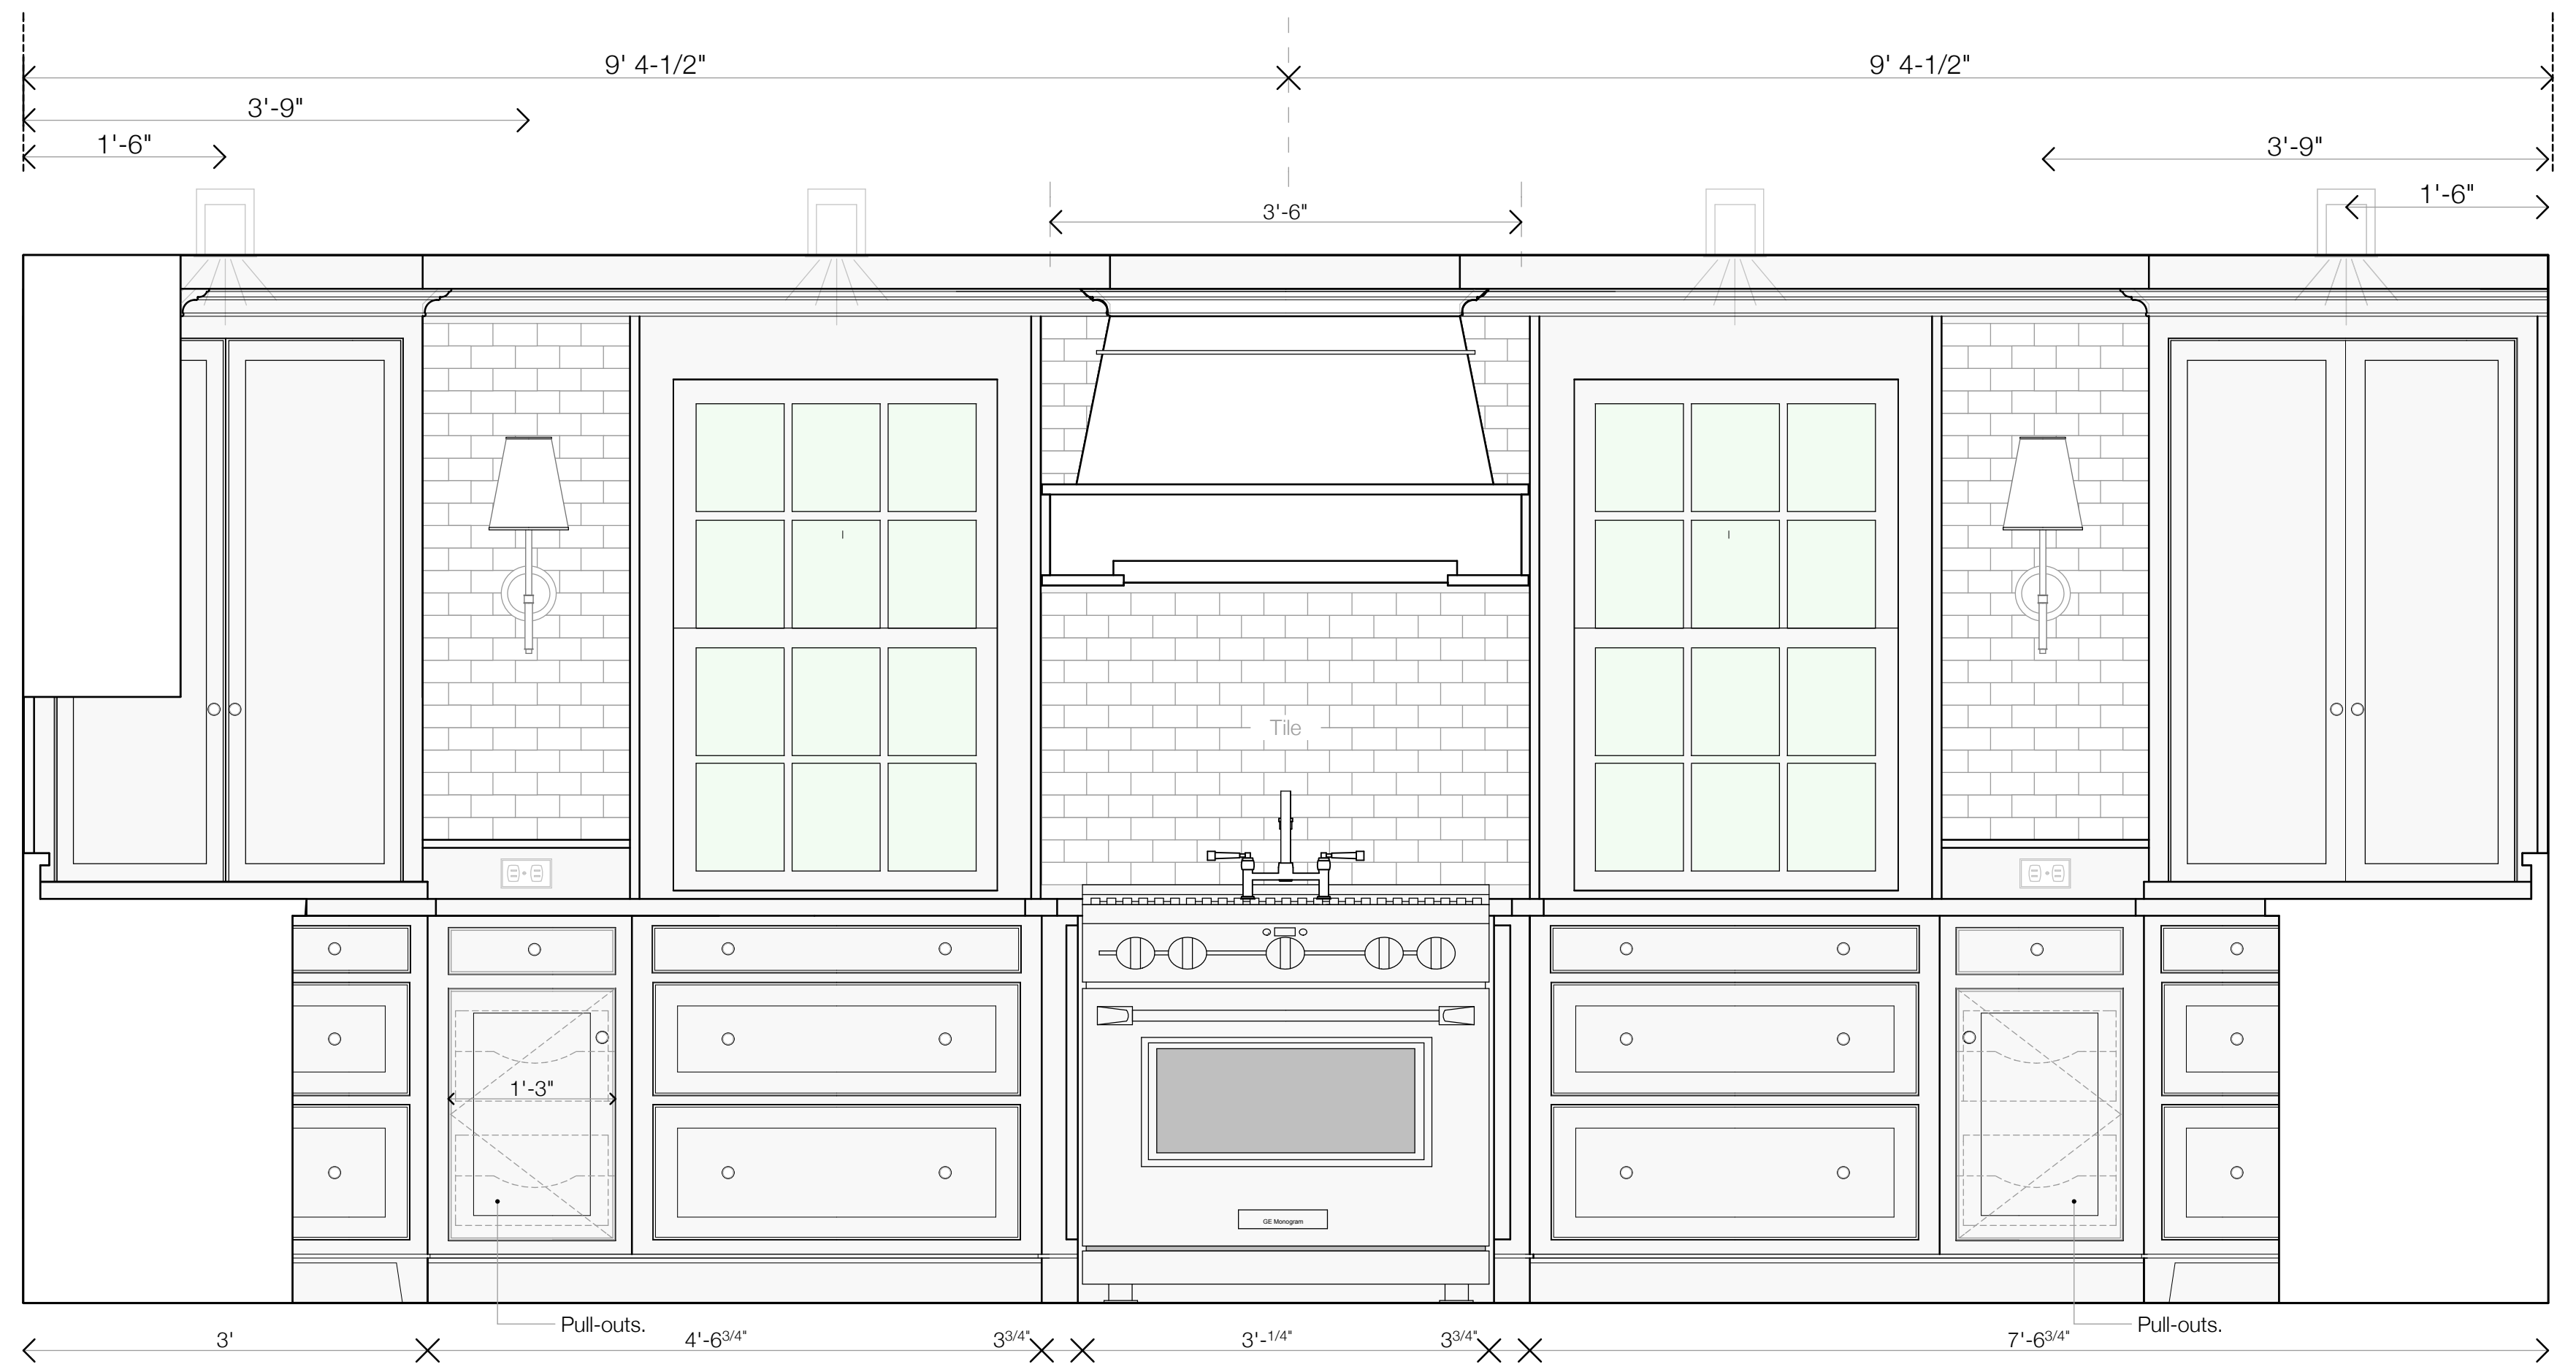 9' 4-1/2" 9' 4-1/2"
3'-9"
1'-6" 3'-9"
1'-6"
3'-6"
Tile
1'-3"
GE Monogram
Pull-outs. Pull-outs.
3' 4'-6 3/4" 3 3/4" 3'-1/4" 3 3/4" 7'-6 3/4"